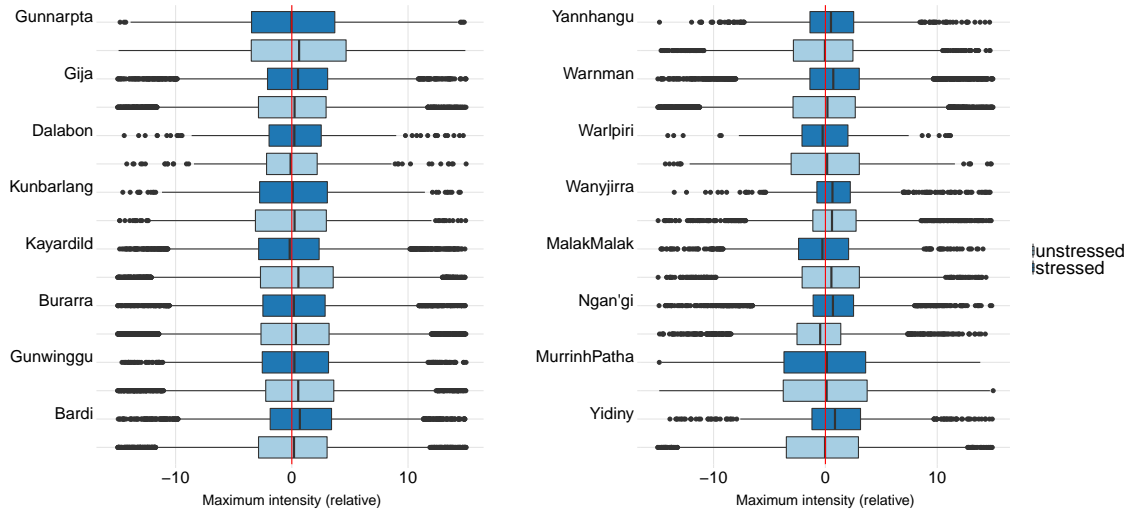 Gunnarpta
Gija
Dalabon
Kunbarlang
Kayardild
Burarra
Gunwinggu
Bardi
−10 0 10
Maximum intensity (relative)
Yannhangu
Warnman
Warlpiri
Wanyjirra
MalakMalak
Ngan'gi
MurrinhPatha
Yidiny
−10 0 10
Maximum intensity (relative)
unstressed
stressed